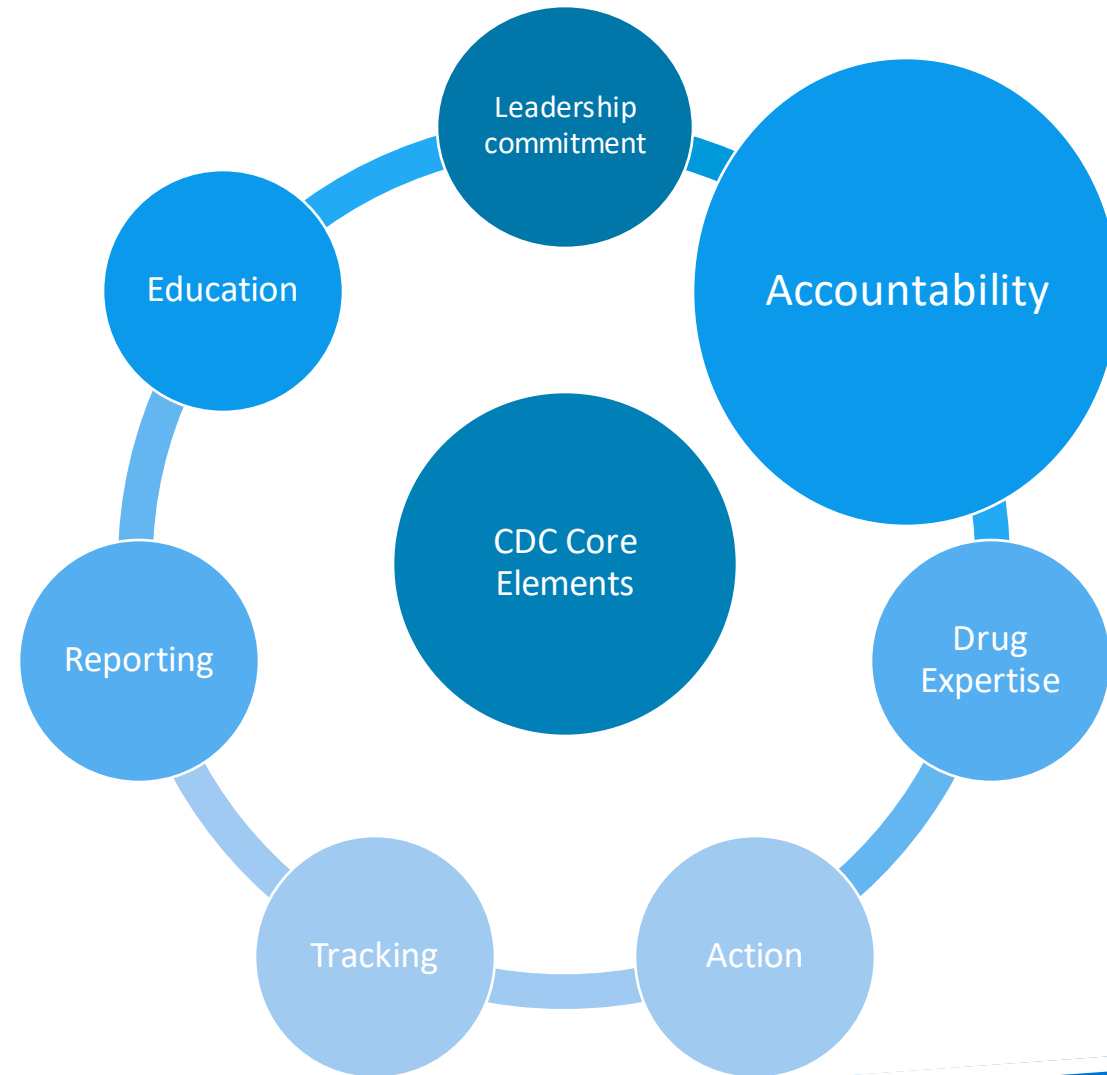 Leadership
commitment
Accountability
Education
CDC Core
Elements
Drug
Expertise
Reporting
Action
Tracking